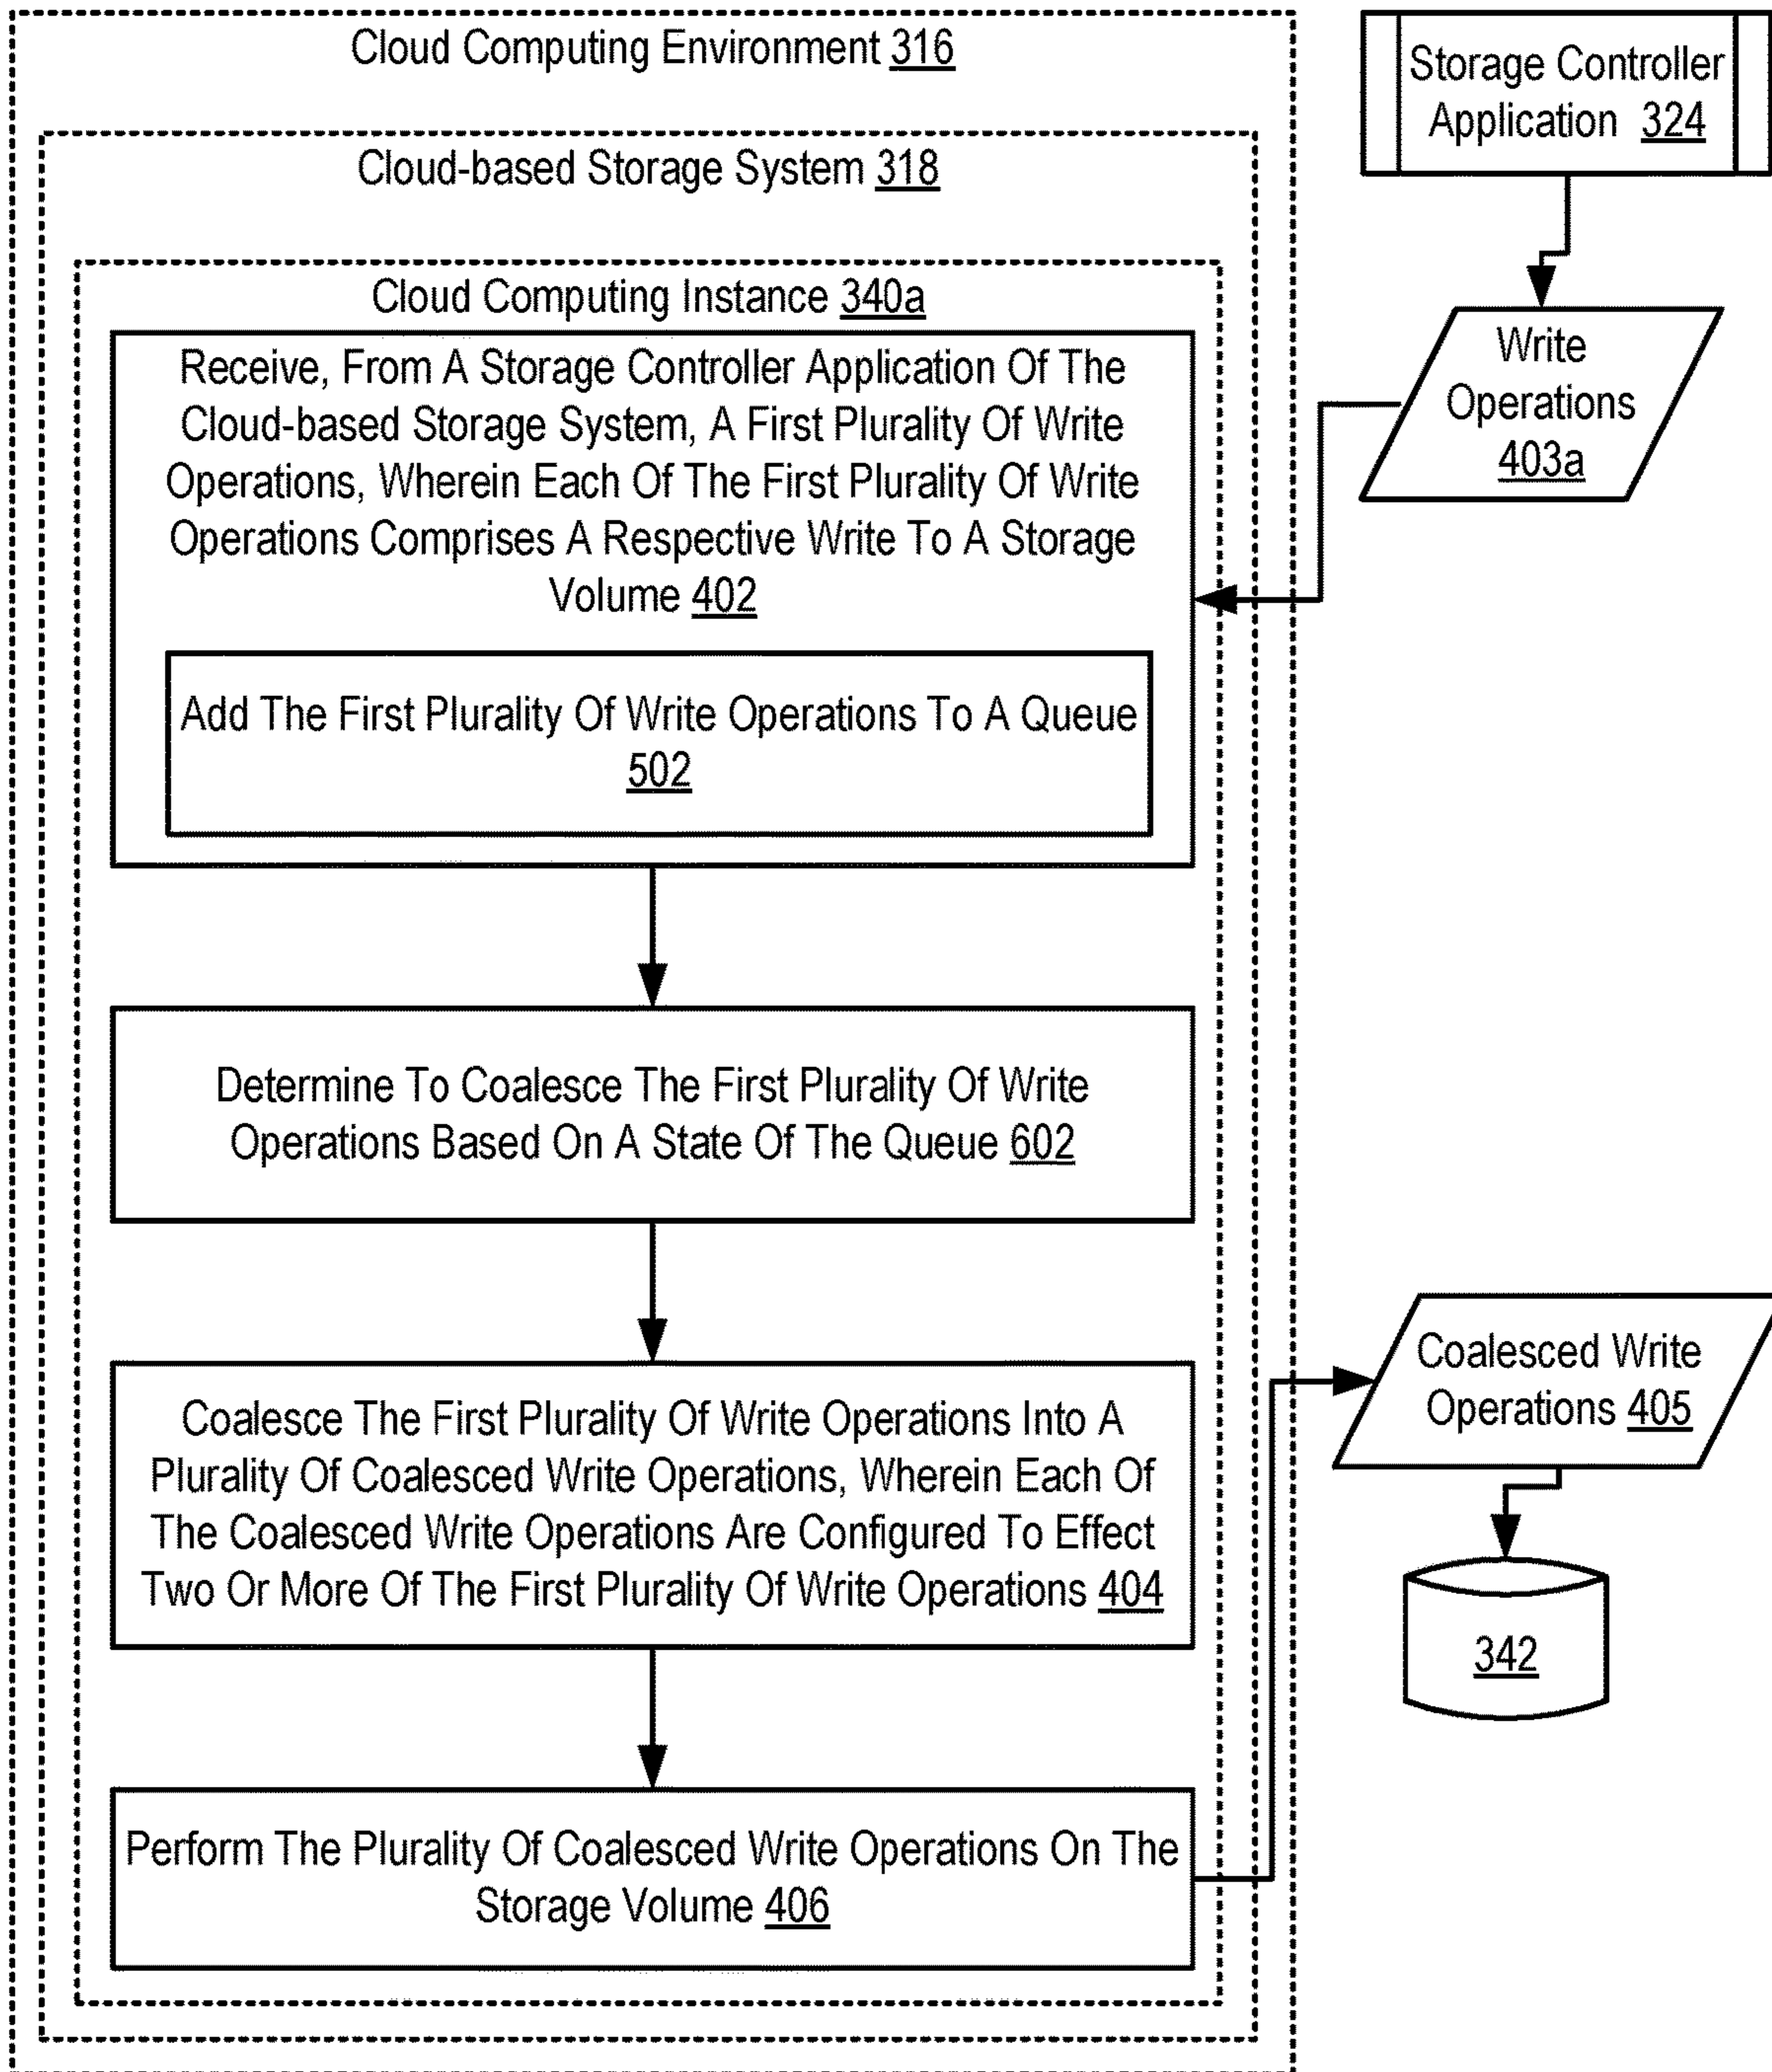 Cloud Computing Environment 316
Cloud-based Storage System 318
Cloud Computing Instance 340a
Receive, From A Storage Controller Application Of The
Cloud-based Storage System, A First Plurality Of Write
Operations, Wherein Each Of The First Plurality Of Write
Operations Comprises A Respective Write To A Storage
Volume 402
Add The First Plurality Of Write Operations To A Queue
502
Determine To Coalesce The First Plurality Of Write
Operations Based On A State Of The Queue 602
Coalesce The First Plurality Of Write Operations Into A
Plurality Of Coalesced Write Operations, Wherein Each Of
The Coalesced Write Operations Are Configured To Effect
Two Or More Of The First Plurality Of Write Operations 404
Perform The Plurality Of Coalesced Write Operations On The
Storage Volume 406
Storage Controller
Application 324
Write
Operations
403a
Coalesced Write
Operations 405
342